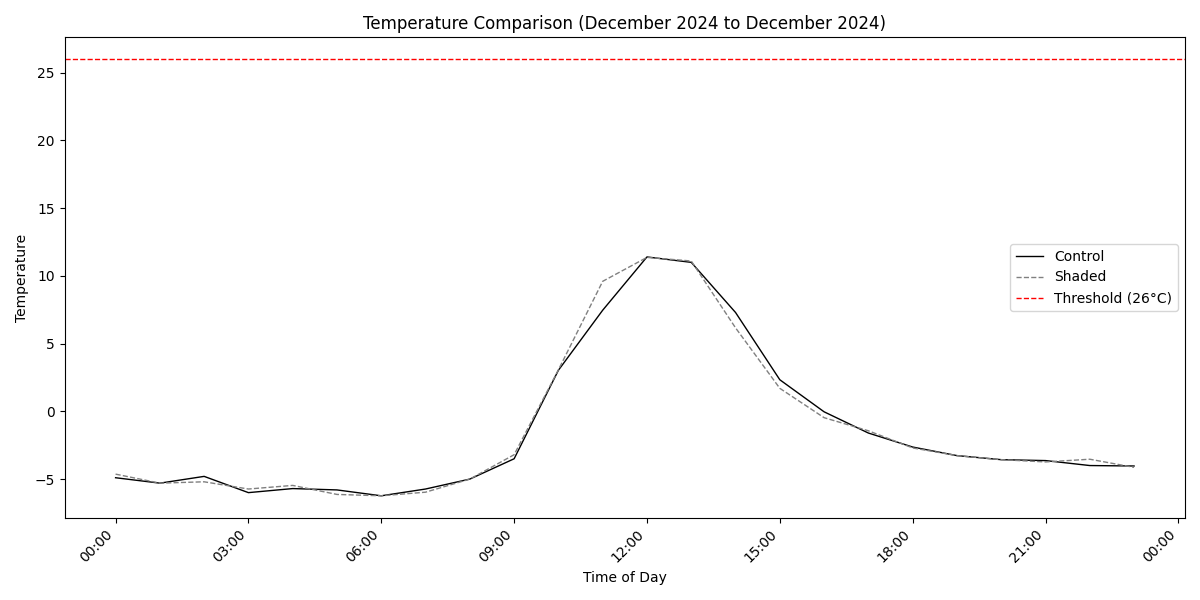 Temperature Comparison (December 2024 to December 2024)
25
20
15
10
5
0
−5
Temperature
Control
Shaded
Threshold (26°C)
00:00
03:00
06:00
09:00
12:00
15:00
18:00
21:00
00:00
Time of Day